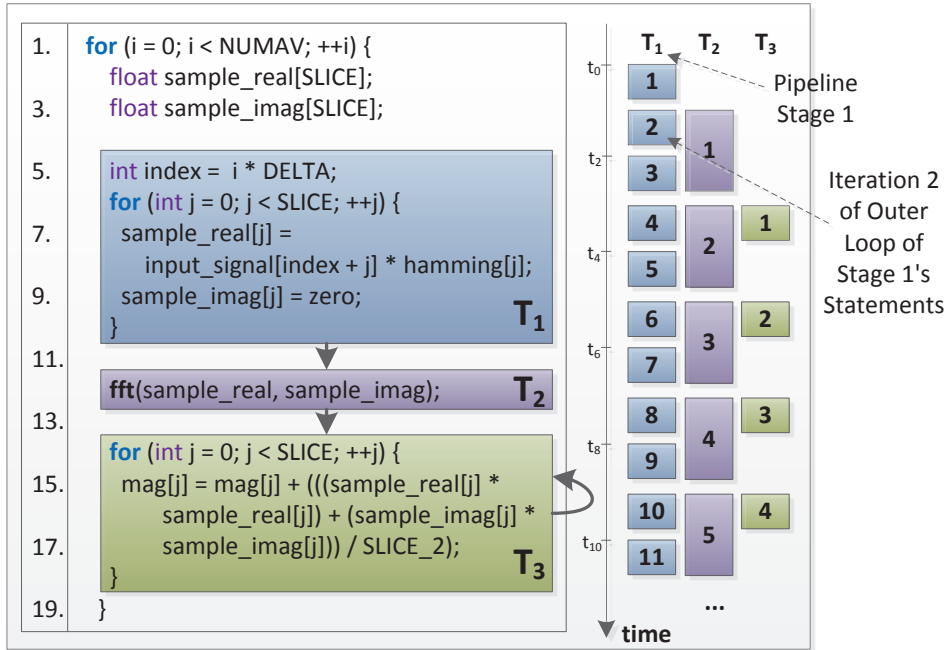 1. for (i = 0; i < NUMAV; ++i) {
float sample_real[SLICE];
3. float sample_imag[SLICE];
5. int index = i * DELTA;
for (int j = 0; j < SLICE; ++j) {
7. sample_real[j] =
input_signal[index + j] * hamming[j];
9. sample_imag[j] = zero;
}
T1
11.
fft(sample_real, sample_imag);
T2
13.
for (int j = 0; j < SLICE; ++j) {
15. mag[j] = mag[j] + (((sample_real[j] *
sample_real[j]) + (sample_imag[j] *
17. sample_imag[j])) / SLICE_2);
}
T3
19. }
T1 T2 T3
t0
1
2
1
t2
3
4
2
1
t4
5
6
3
2
t6
7
8
4
3
t8
9
10
5
4
t10
11
...
time
Pipeline
Stage 1
Iteration 2
of Outer
Loop of
Stage 1's
Statements